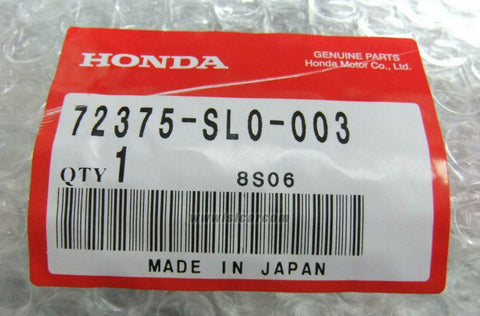 HONDA
GENUINE PARTS
Honda Motor Co., Ltd.
72375-SL0-003
QTY 1
8S06
MADE IN JAPAN